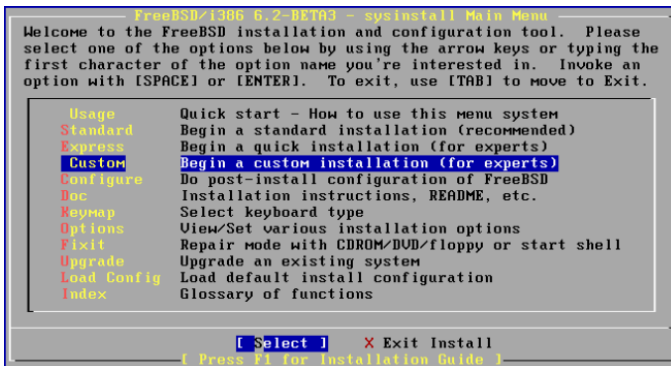 FreeBSD/i386 6.2-BETA3 - sysinstall Main Menu
Welcome to the FreeBSD installation and configuration tool.  Please
select one of the options below by using the arrow keys or typing the
first character of the option name you're interested in.  Invoke an
option with [SPACE] or [ENTER].  To exit, use [TAB] to move to Exit.
Usage Quick start - How to use this menu system
Standard Begin a standard installation (recommended)
Express Begin a quick installation (for experts)
Custom Begin a custom installation (for experts)
Configure Do post-install configuration of FreeBSD
Doc Installation instructions, README, etc.
Keymap Select keyboard type
Options View/Set various installation options
Fixit Repair mode with CDROM/DVD/floppy or start shell
Upgrade Upgrade an existing system
Load Config Load default install configuration
Index Glossary of functions
[ Select ] X Exit Install
[ Press F1 for Installation Guide ]